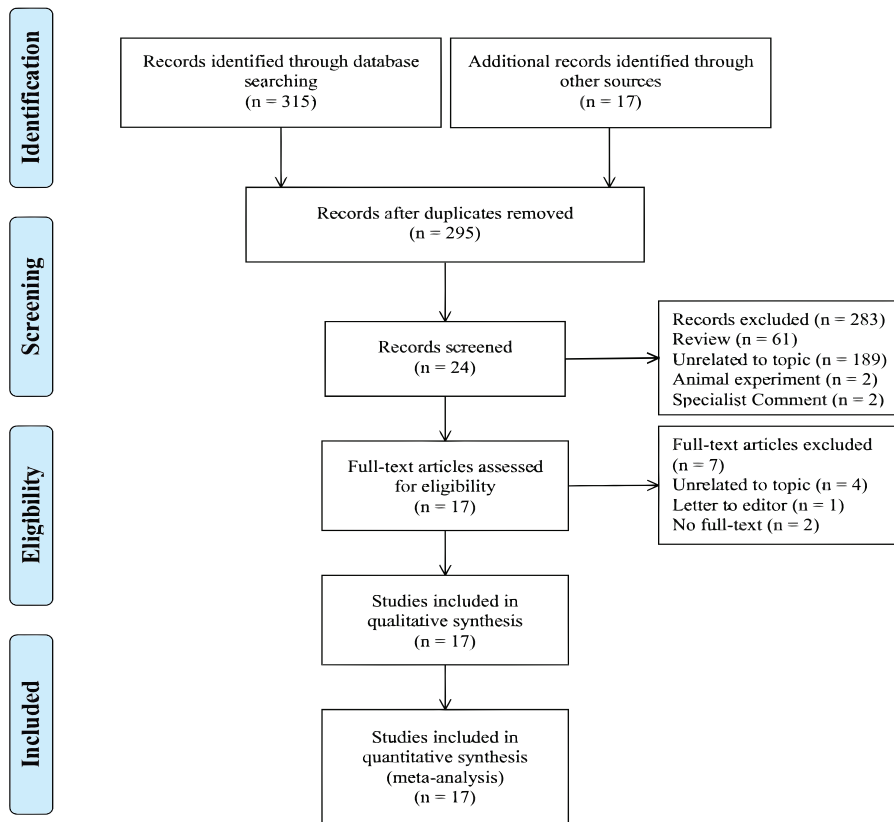 Identification
Records identified through database
searching
(n = 315)
Additional records identified through
other sources
(n = 17)
Records after duplicates removed
(n = 295)
Screening
Records screened
(n = 24)
Records excluded (n = 283)
Review (n = 61)
Unrelated to topic (n = 189)
Animal experiment (n = 2)
Specialist Comment (n = 2)
Eligibility
Full-text articles assessed
for eligibility
(n = 17)
Full-text articles excluded
(n = 7)
Unrelated to topic (n = 4)
Letter to editor (n = 1)
No full-text (n = 2)
Studies included in
qualitative synthesis
(n = 17)
Included
Studies included in
quantitative synthesis
(meta-analysis)
(n = 17)